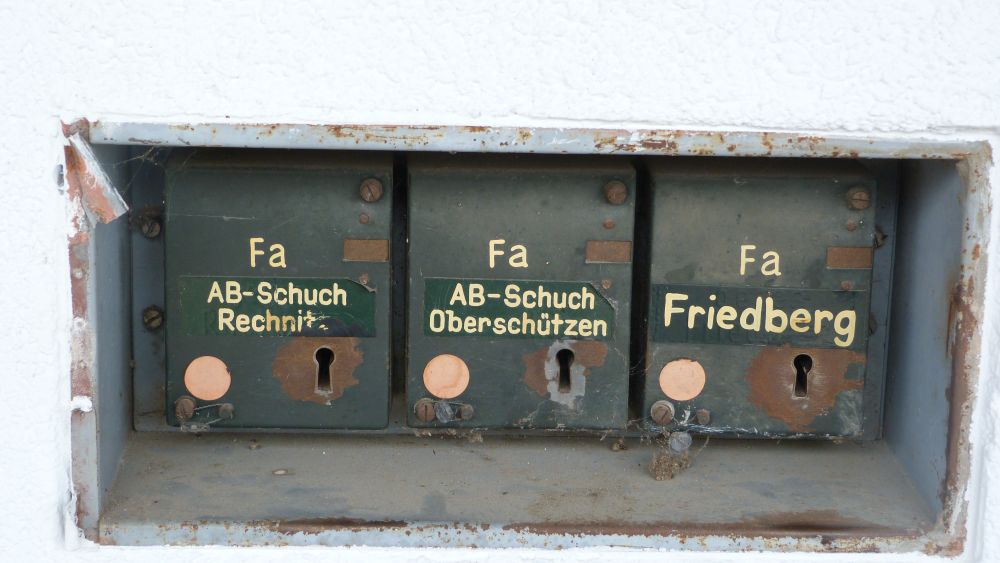 Fa
AB-Schuch
Fa
AB-Schuch
Oberschützen
Fa
Friedberg